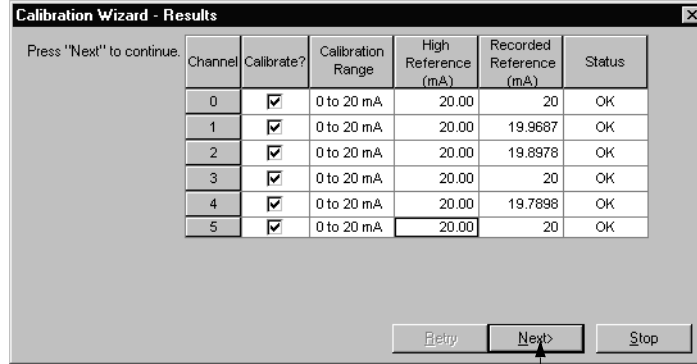 Calibration Wizard - Results
Press "Next" to continue.
Channel Calibrate? Calibration Range High Reference (mA) Recorded Reference (mA) Status
0 0 to 20 mA 20.00 20 OK
1 0 to 20 mA 20.00 19.9687 OK
2 0 to 20 mA 20.00 19.8978 OK
3 0 to 20 mA 20.00 20 OK
4 0 to 20 mA 20.00 19.7898 OK
5 0 to 20 mA 20.00 20 OK
Retry Next> Stop